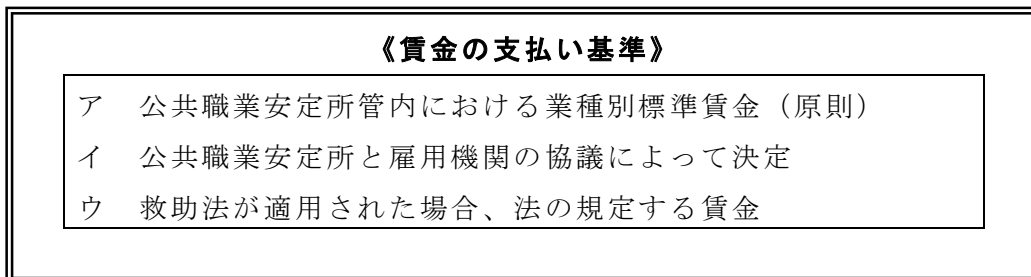 《賃金の支払い基準》
ア　公共職業安定所管内における業種別標準賃金（原則）
イ　公共職業安定所と雇用機関の協議によって決定
ウ　救助法が適用された場合、法の規定する賃金